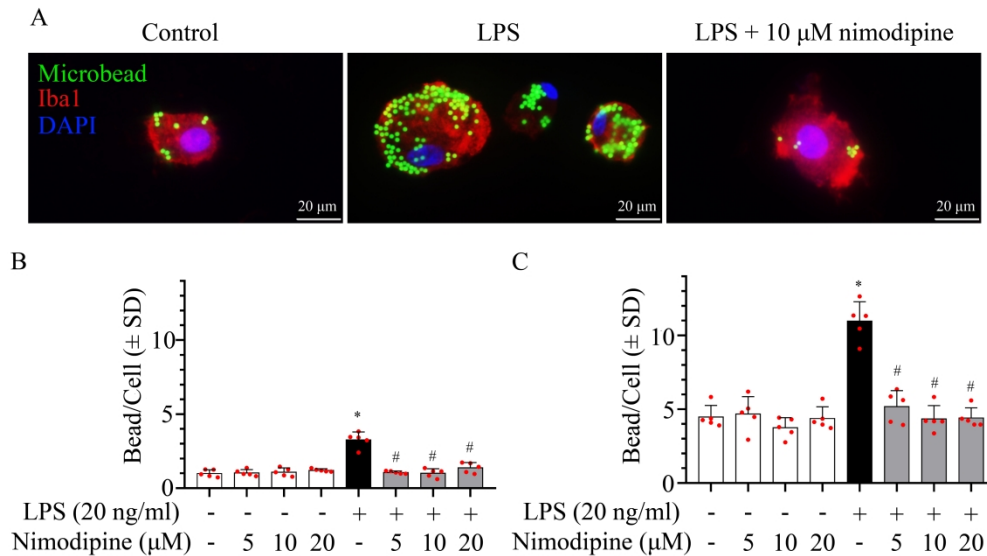 A
Control
LPS
LPS + 10 μM nimodipine
Microbead
Iba1
DAPI
20 μm
20 μm
20 μm
B
Bead/Cell (± SD)
10
5
0
*
#
#
#
LPS (20 ng/ml)
- - - - + + + +
Nimodipine (μM)
- 5 10 20 - 5 10 20
C
Bead/Cell (± SD)
10
5
0
*
#
#
#
LPS (20 ng/ml)
- - - - + + + +
Nimodipine (μM)
- 5 10 20 - 5 10 20